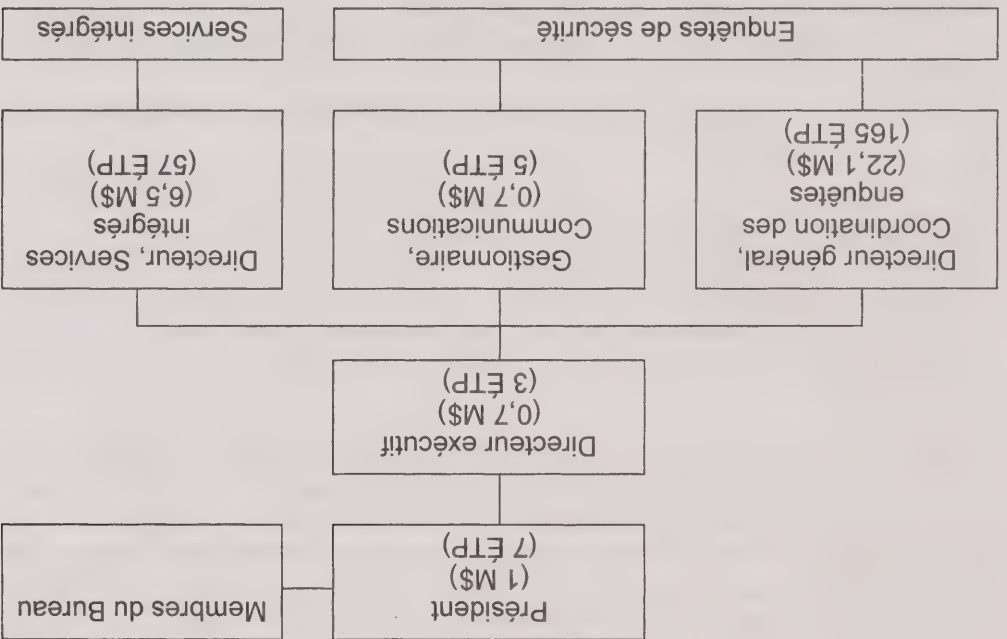 Président
(1 M$)
(7 ÉTP)
Membres du Bureau
Directeur exécutif
(0,7 M$)
(3 ÉTP)
Directeur général,
Coordination des
enquêtes
(22,1 M$)
(165 ÉTP)
Gestionnaire,
Communications
(0,7 M$)
(5 ÉTP)
Directeur, Services
intégrés
(6,5 M$)
(57 ÉTP)
Enquêtes de sécurité
Services intégrés